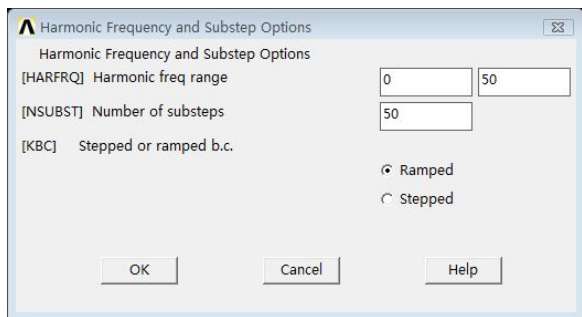 Harmonic Frequency and Substep Options
Harmonic Frequency and Substep Options
[HARFRQ] Harmonic freq range 0 50
[NSUBST] Number of substeps 50
[KBC] Stepped or ramped b.c.
Ramped
Stepped
OK Cancel Help